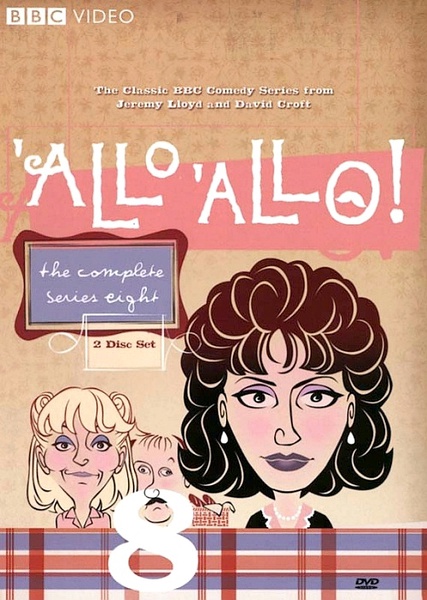 BBC VIDEO
The Classic BBC Comedy Series from
Jeremy Lloyd and David Croft
'ALLO 'ALLO!
the complete
series eight
2 Disc Set
8
DVD